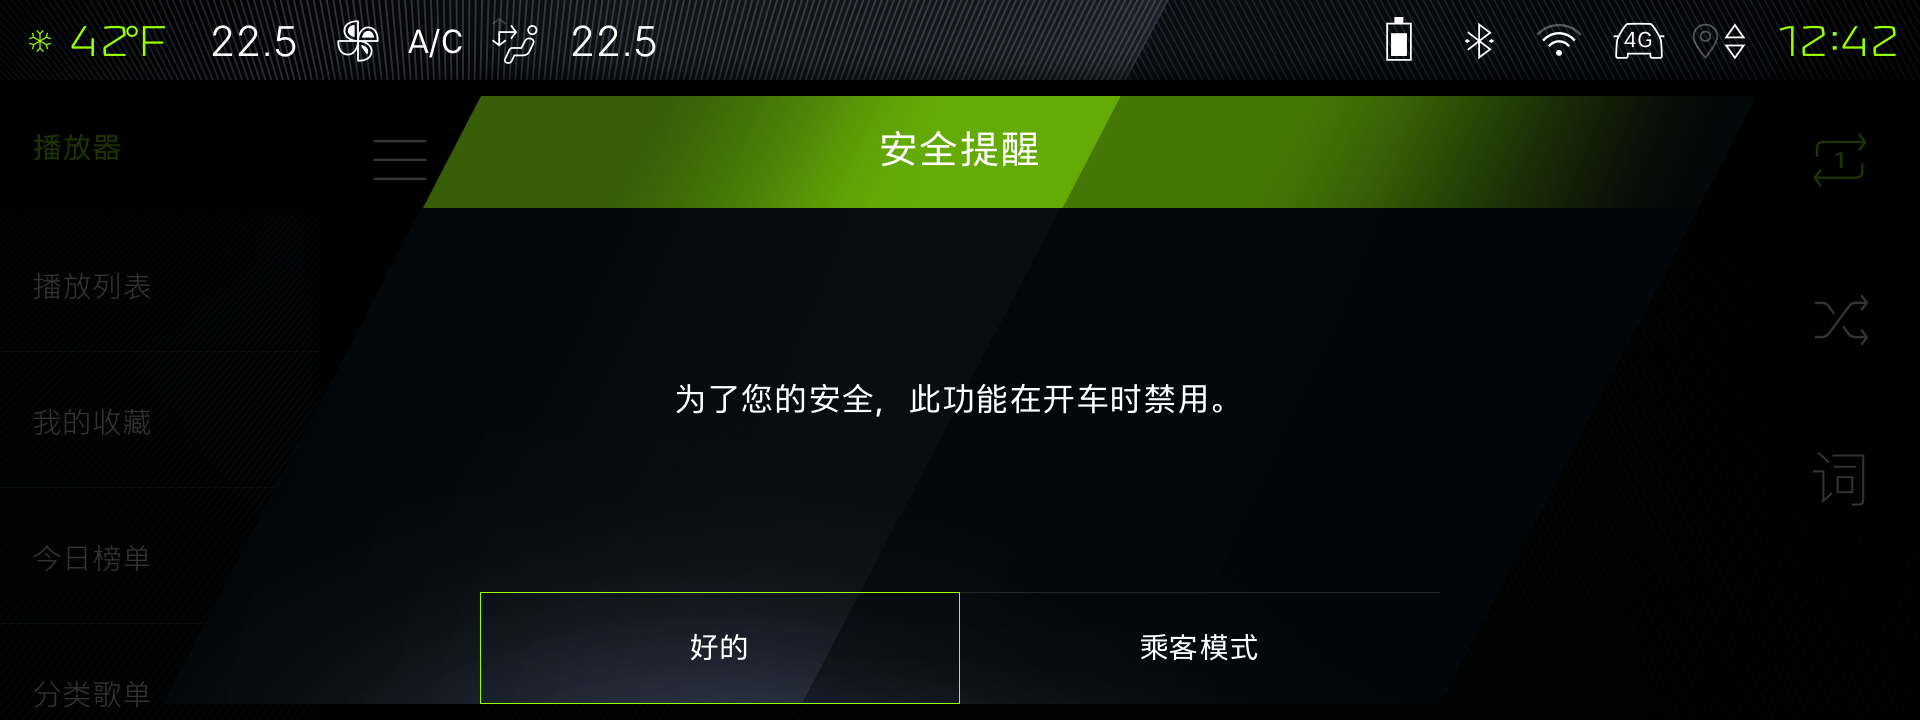 42°F 22.5 A/C 22.5 4G 12:42
播放器
安全提醒
1
播放列表
我的收藏
为了您的安全，此功能在开车时禁用。
词
今日榜单
好的
乘客模式
分类歌单